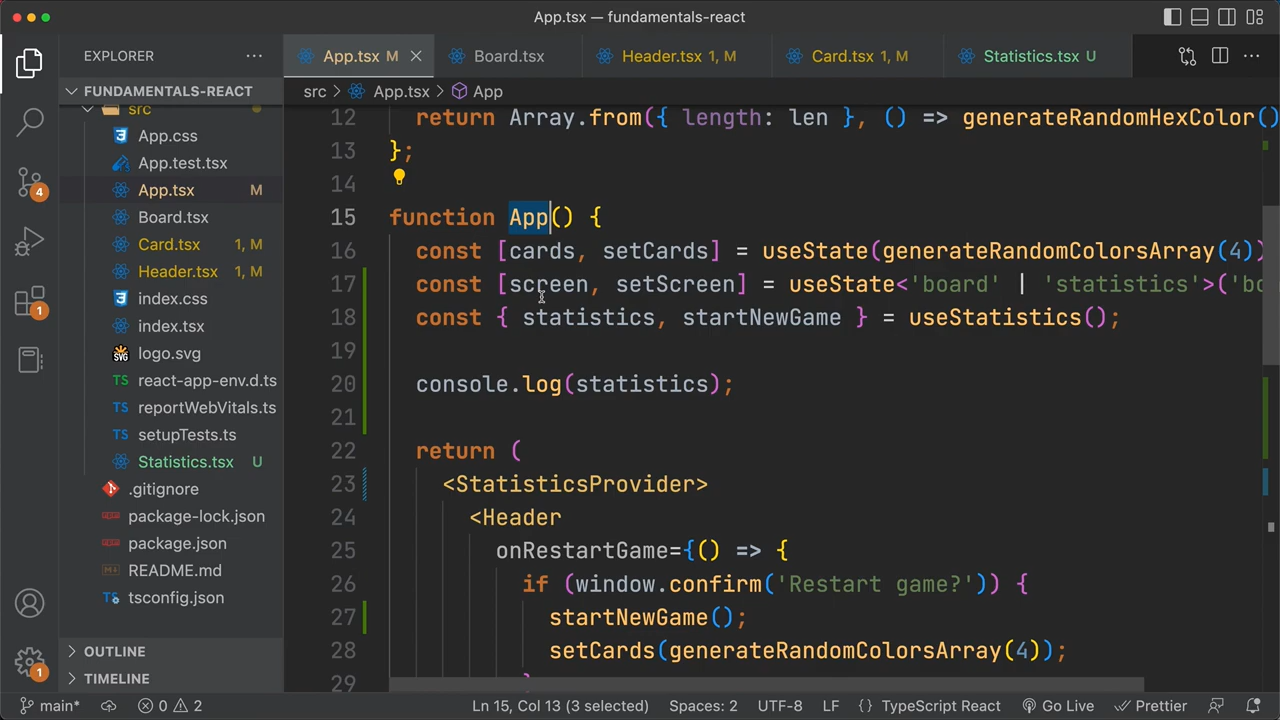 App.tsx — fundamentals-react
EXPLORER
App.tsx M
Board.tsx
Header.tsx 1, M
Card.tsx 1, M
Statistics.tsx U
FUNDAMENTALS-REACT
src
App.css
App.test.tsx
App.tsx M
Board.tsx
Card.tsx 1, M
Header.tsx 1, M
index.css
index.tsx
logo.svg
react-app-env.d.ts
reportWebVitals.ts
setupTests.ts
Statistics.tsx U
.gitignore
package-lock.json
package.json
README.md
tsconfig.json
OUTLINE
TIMELINE
4
1
1
src > App.tsx > App
12 return Array.from({ length: len }, () => generateRandomHexColor()
13 };
14
15 function App() {
16 const [cards, setCards] = useState(generateRandomColorsArray(4)
17 const [screen, setScreen] = useState<'board' | 'statistics'>('bo
18 const { statistics, startNewGame } = useStatistics();
19
20 console.log(statistics);
21
22 return (
23 <StatisticsProvider>
24 <Header
25 onRestartGame={() => {
26 if (window.confirm('Restart game?')) {
27 startNewGame();
28 setCards(generateRandomColorsArray(4));
29 }
main* 0 2 Ln 15, Col 13 (3 selected) Spaces: 2 UTF-8 LF {} TypeScript React Go Live Prettier